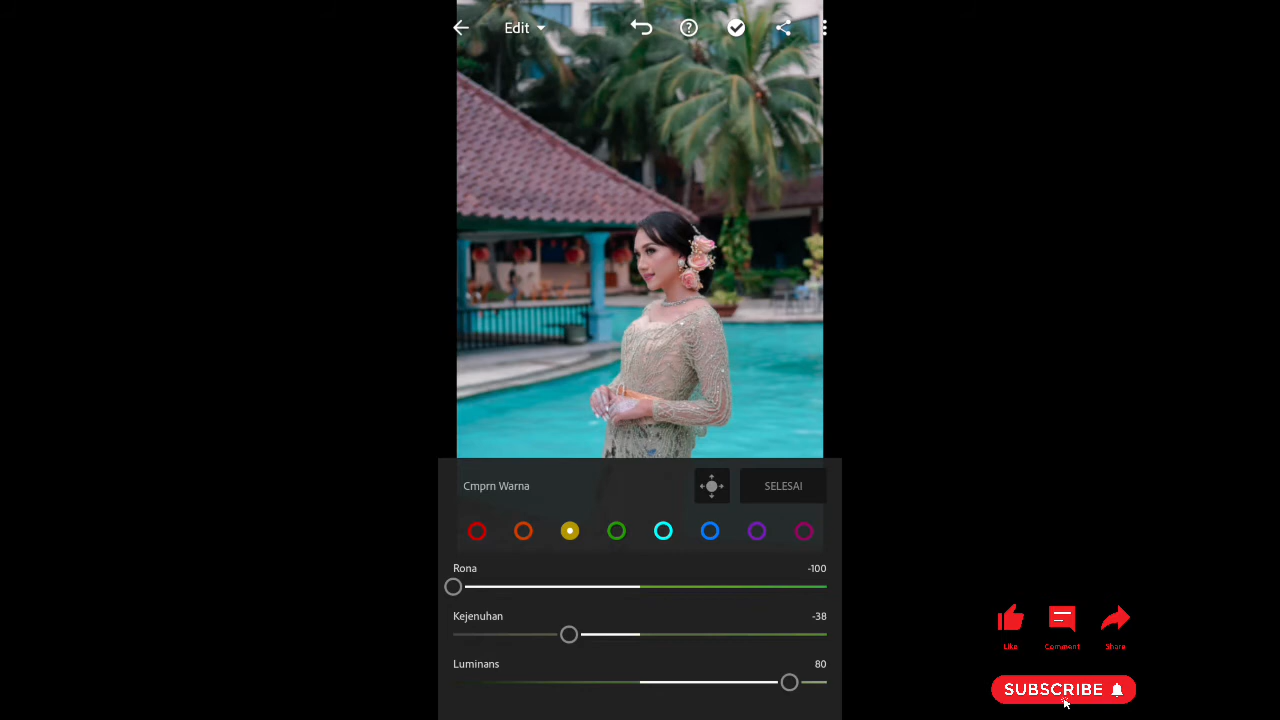 Edit
Cmprn Warna
SELESAI
Rona
-100
Kejenuhan
-38
Luminans
80
Like
Comment
Share
SUBSCRIBE